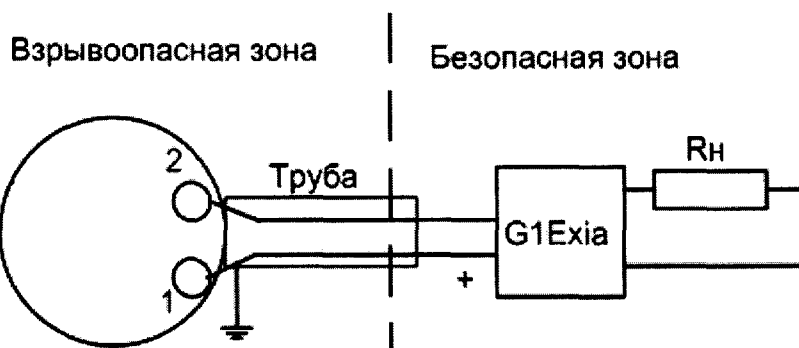 Взрывоопасная зона
Безопасная зона
2
Труба
Rн
G1Exia
1
+